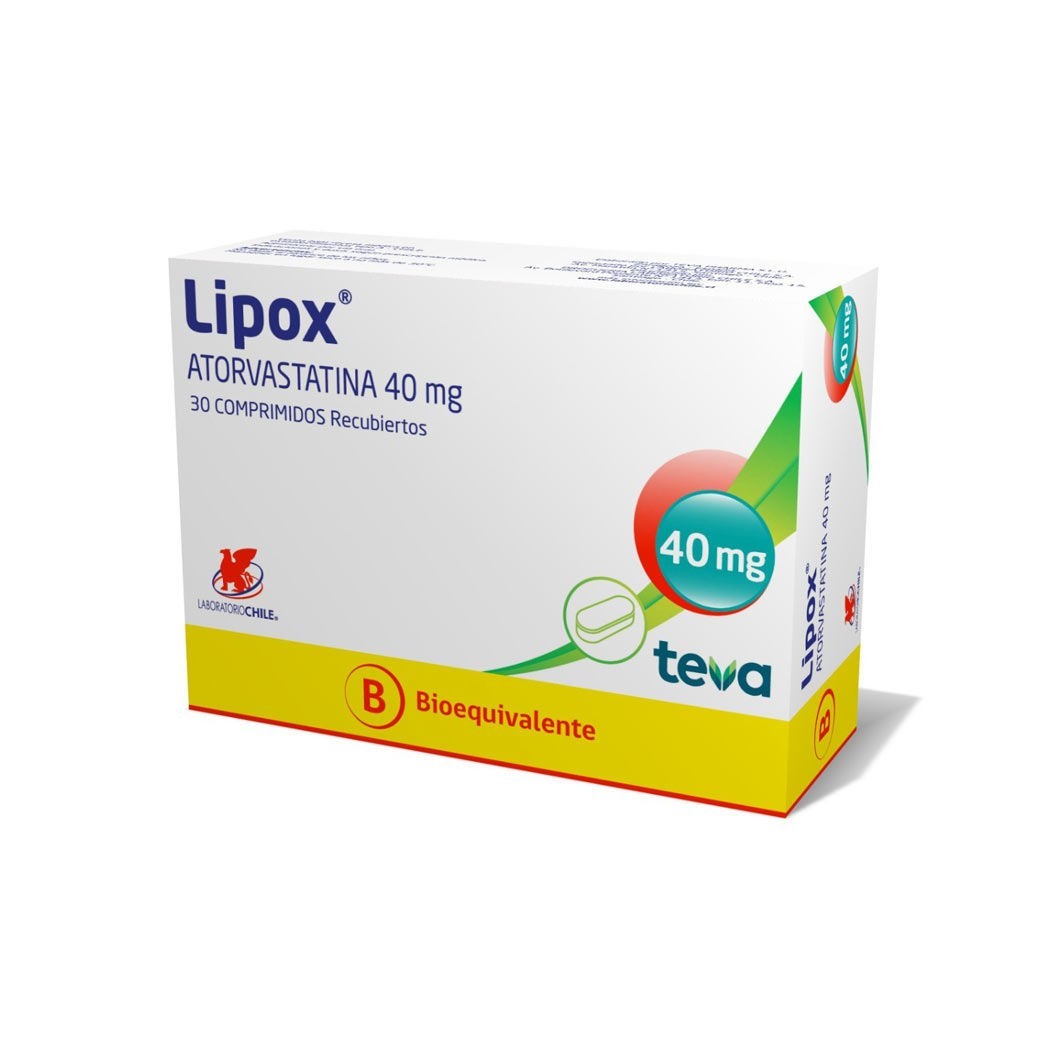 Lipox®
ATORVASTATINA 40 mg
30 COMPRIMIDOS Recubiertos
LABORATORIOCHILE®
40 mg
teva
B Bioequivalente
40 mg
Lipox®
ATORVASTATINA 40 mg
B